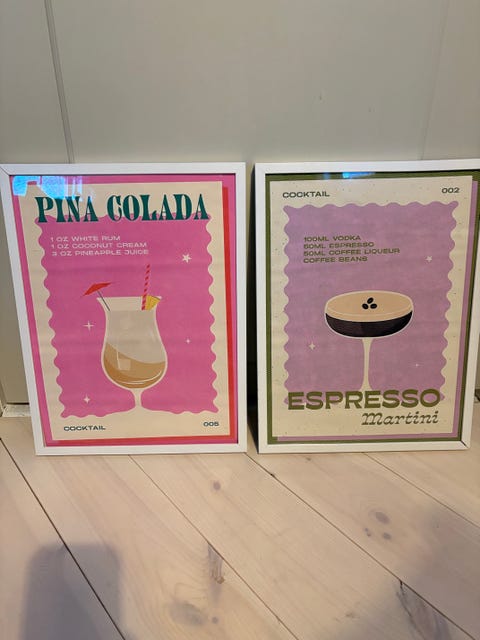 PINA COLADA
1 OZ WHITE RUM
1 OZ COCONUT CREAM
3 OZ PINEAPPLE JUICE
COCKTAIL 005
COCKTAIL 002
100ML VODKA
50ML ESPRESSO
50ML COFFEE LIQUEUR
COFFEE BEANS
ESPRESSO
Martini